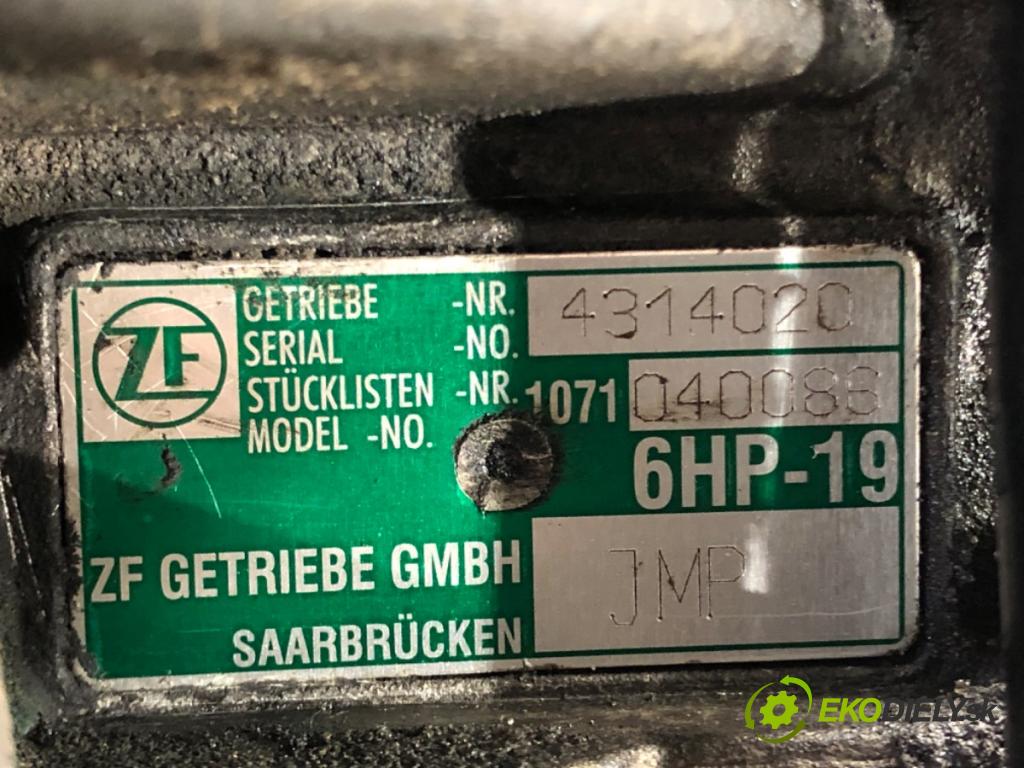 ZF
GETRIEBE -NR. 4314020
SERIAL -NO.
STÜCKLISTEN -NR. 1071 040088
MODEL -NO.
6HP-19
ZF GETRIEBE GMBH
JMP
SAARBRÜCKEN
EKODIELY.sk